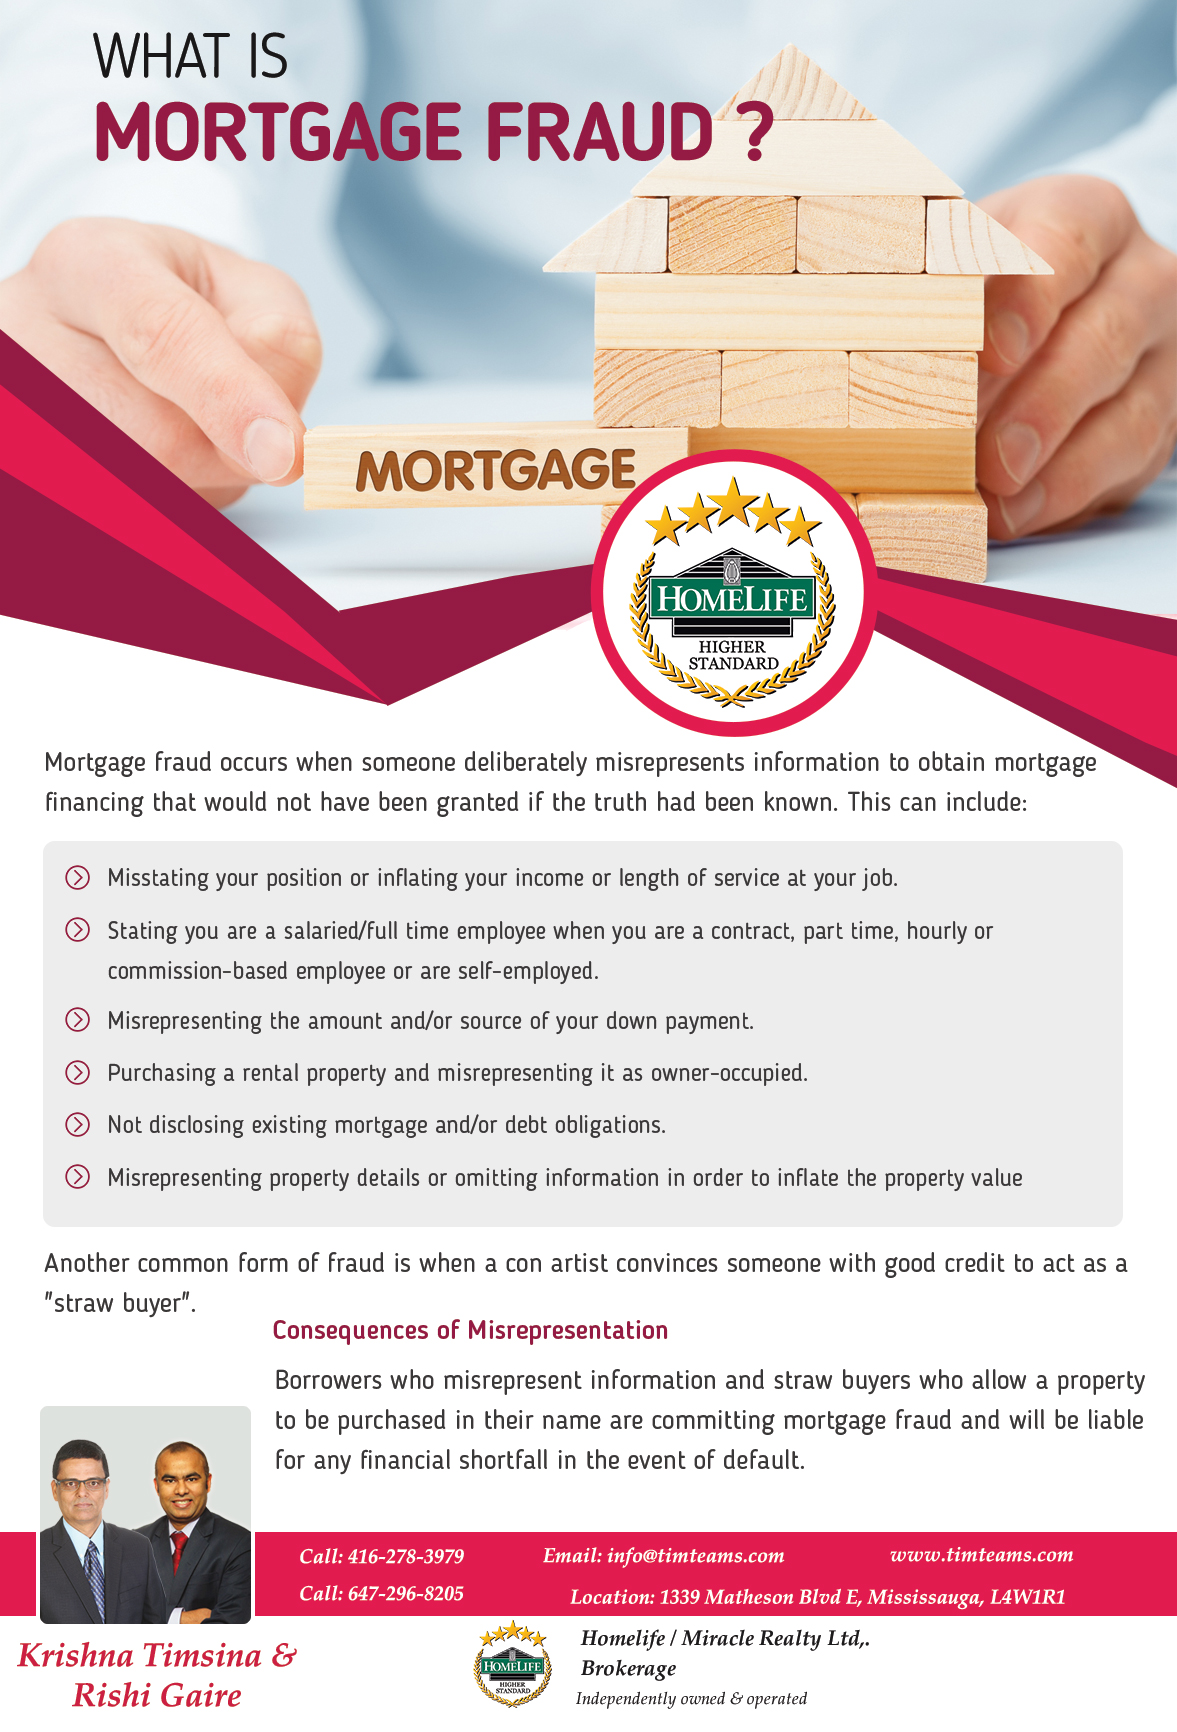 WHAT IS
MORTGAGE FRAUD ?
MORTGAGE
HOMELIFE
HIGHER
STANDARD
Mortgage fraud occurs when someone deliberately misrepresents information to obtain mortgage
financing that would not have been granted if the truth had been known. This can include:
Misstating your position or inflating your income or length of service at your job.
Stating you are a salaried/full time employee when you are a contract, part time, hourly or
commission-based employee or are self-employed.
Misrepresenting the amount and/or source of your down payment.
Purchasing a rental property and misrepresenting it as owner-occupied.
Not disclosing existing mortgage and/or debt obligations.
Misrepresenting property details or omitting information in order to inflate the property value
Another common form of fraud is when a con artist convinces someone with good credit to act as a
"straw buyer".
Consequences of Misrepresentation
Borrowers who misrepresent information and straw buyers who allow a property
to be purchased in their name are committing mortgage fraud and will be liable
for any financial shortfall in the event of default.
Call: 416-278-3979
Email: info@timteams.com
www.timteams.com
Call: 647-296-8205
Location: 1339 Matheson Blvd E, Mississauga, L4W1R1
Krishna Timsina &
Rishi Gaire
HOMELIFE
HIGHER
STANDARD
Homelife / Miracle Realty Ltd,.
Brokerage
Independently owned & operated